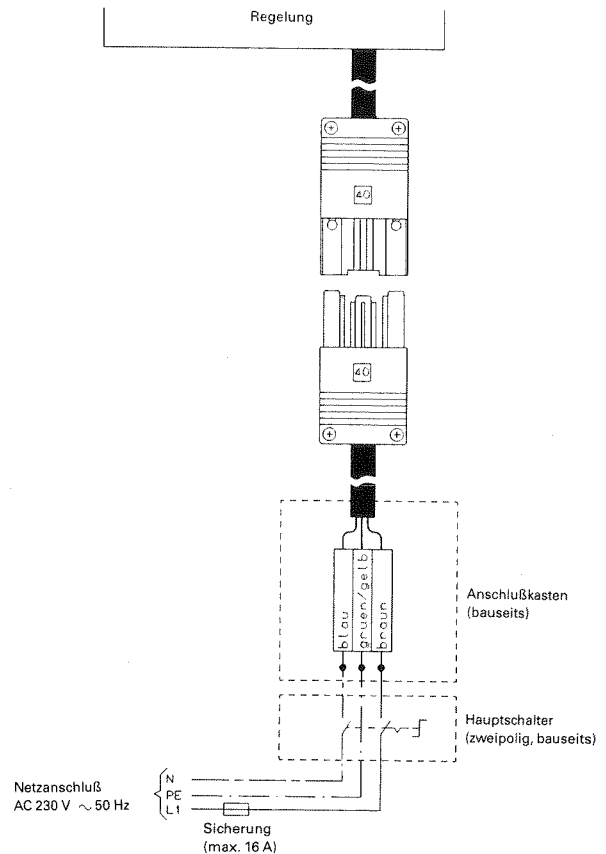 Regelung
40
40
blau
gruen/gelb
braun
Anschlußkasten
(bauseits)
Hauptschalter
(zweipolig, bauseits)
Netzanschluß
AC 230 V ~ 50 Hz
N
PE
L1
Sicherung
(max. 16 A)